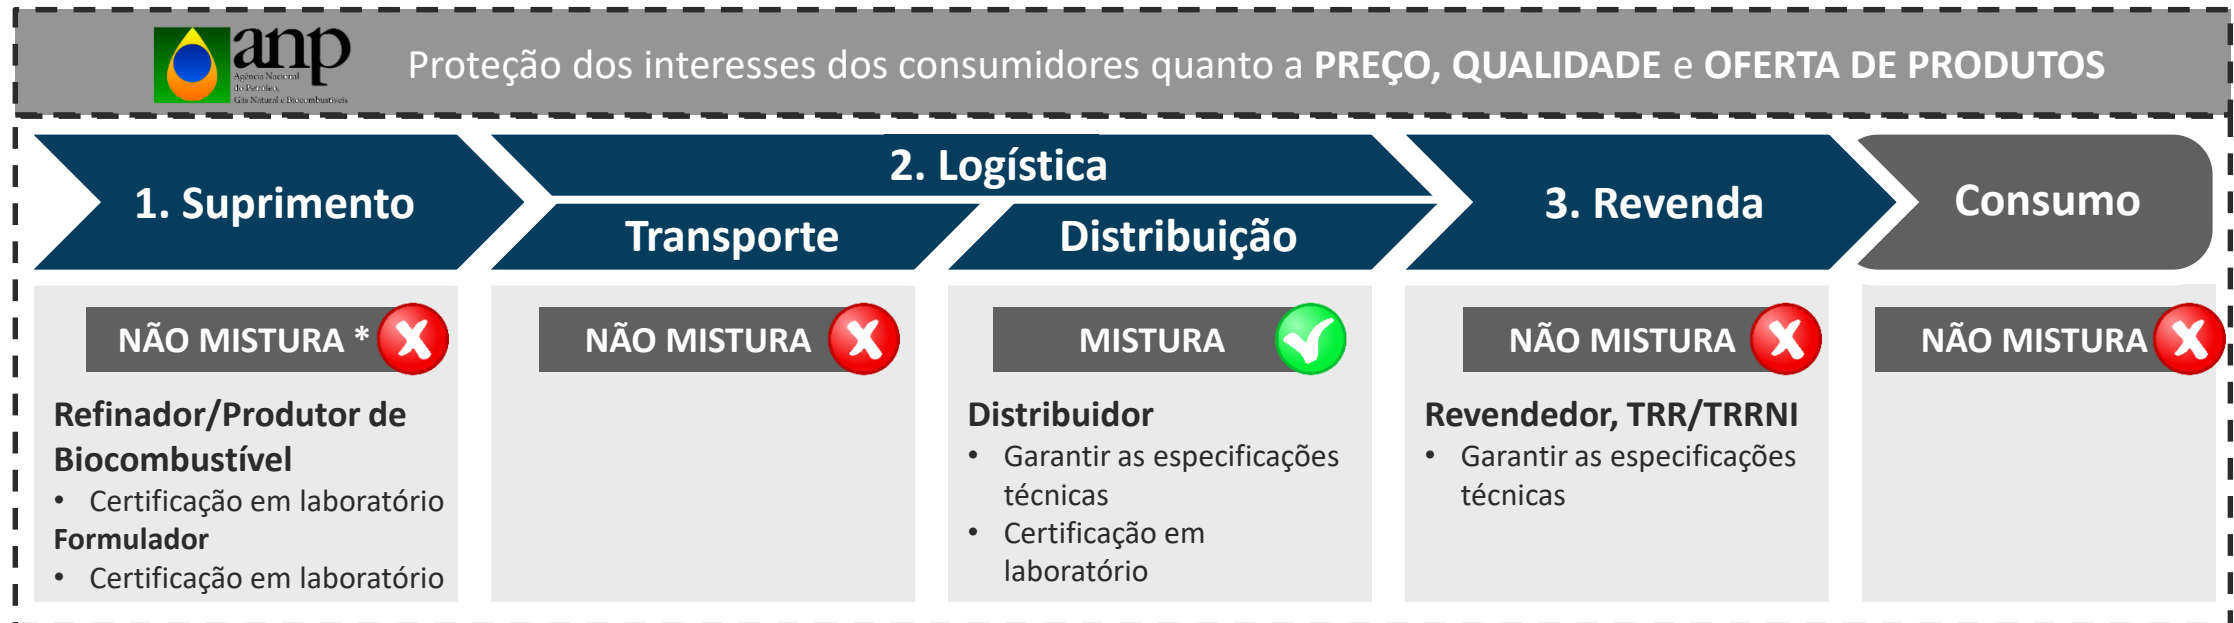 anp
Agência Nacional
do Petróleo,
Gás Natural e Biocombustíveis
Proteção dos interesses dos consumidores quanto a PREÇO, QUALIDADE e OFERTA DE PRODUTOS
1. Suprimento
2. Logística
Transporte
Distribuição
3. Revenda
Consumo
NÃO MISTURA *
Refinador/Produtor de
Biocombustível
• Certificação em laboratório
Formulador
• Certificação em laboratório
NÃO MISTURA
MISTURA
Distribuidor
• Garantir as especificações
técnicas
• Certificação em
laboratório
NÃO MISTURA
Revendedor, TRR/TRRNI
• Garantir as especificações
técnicas
NÃO MISTURA